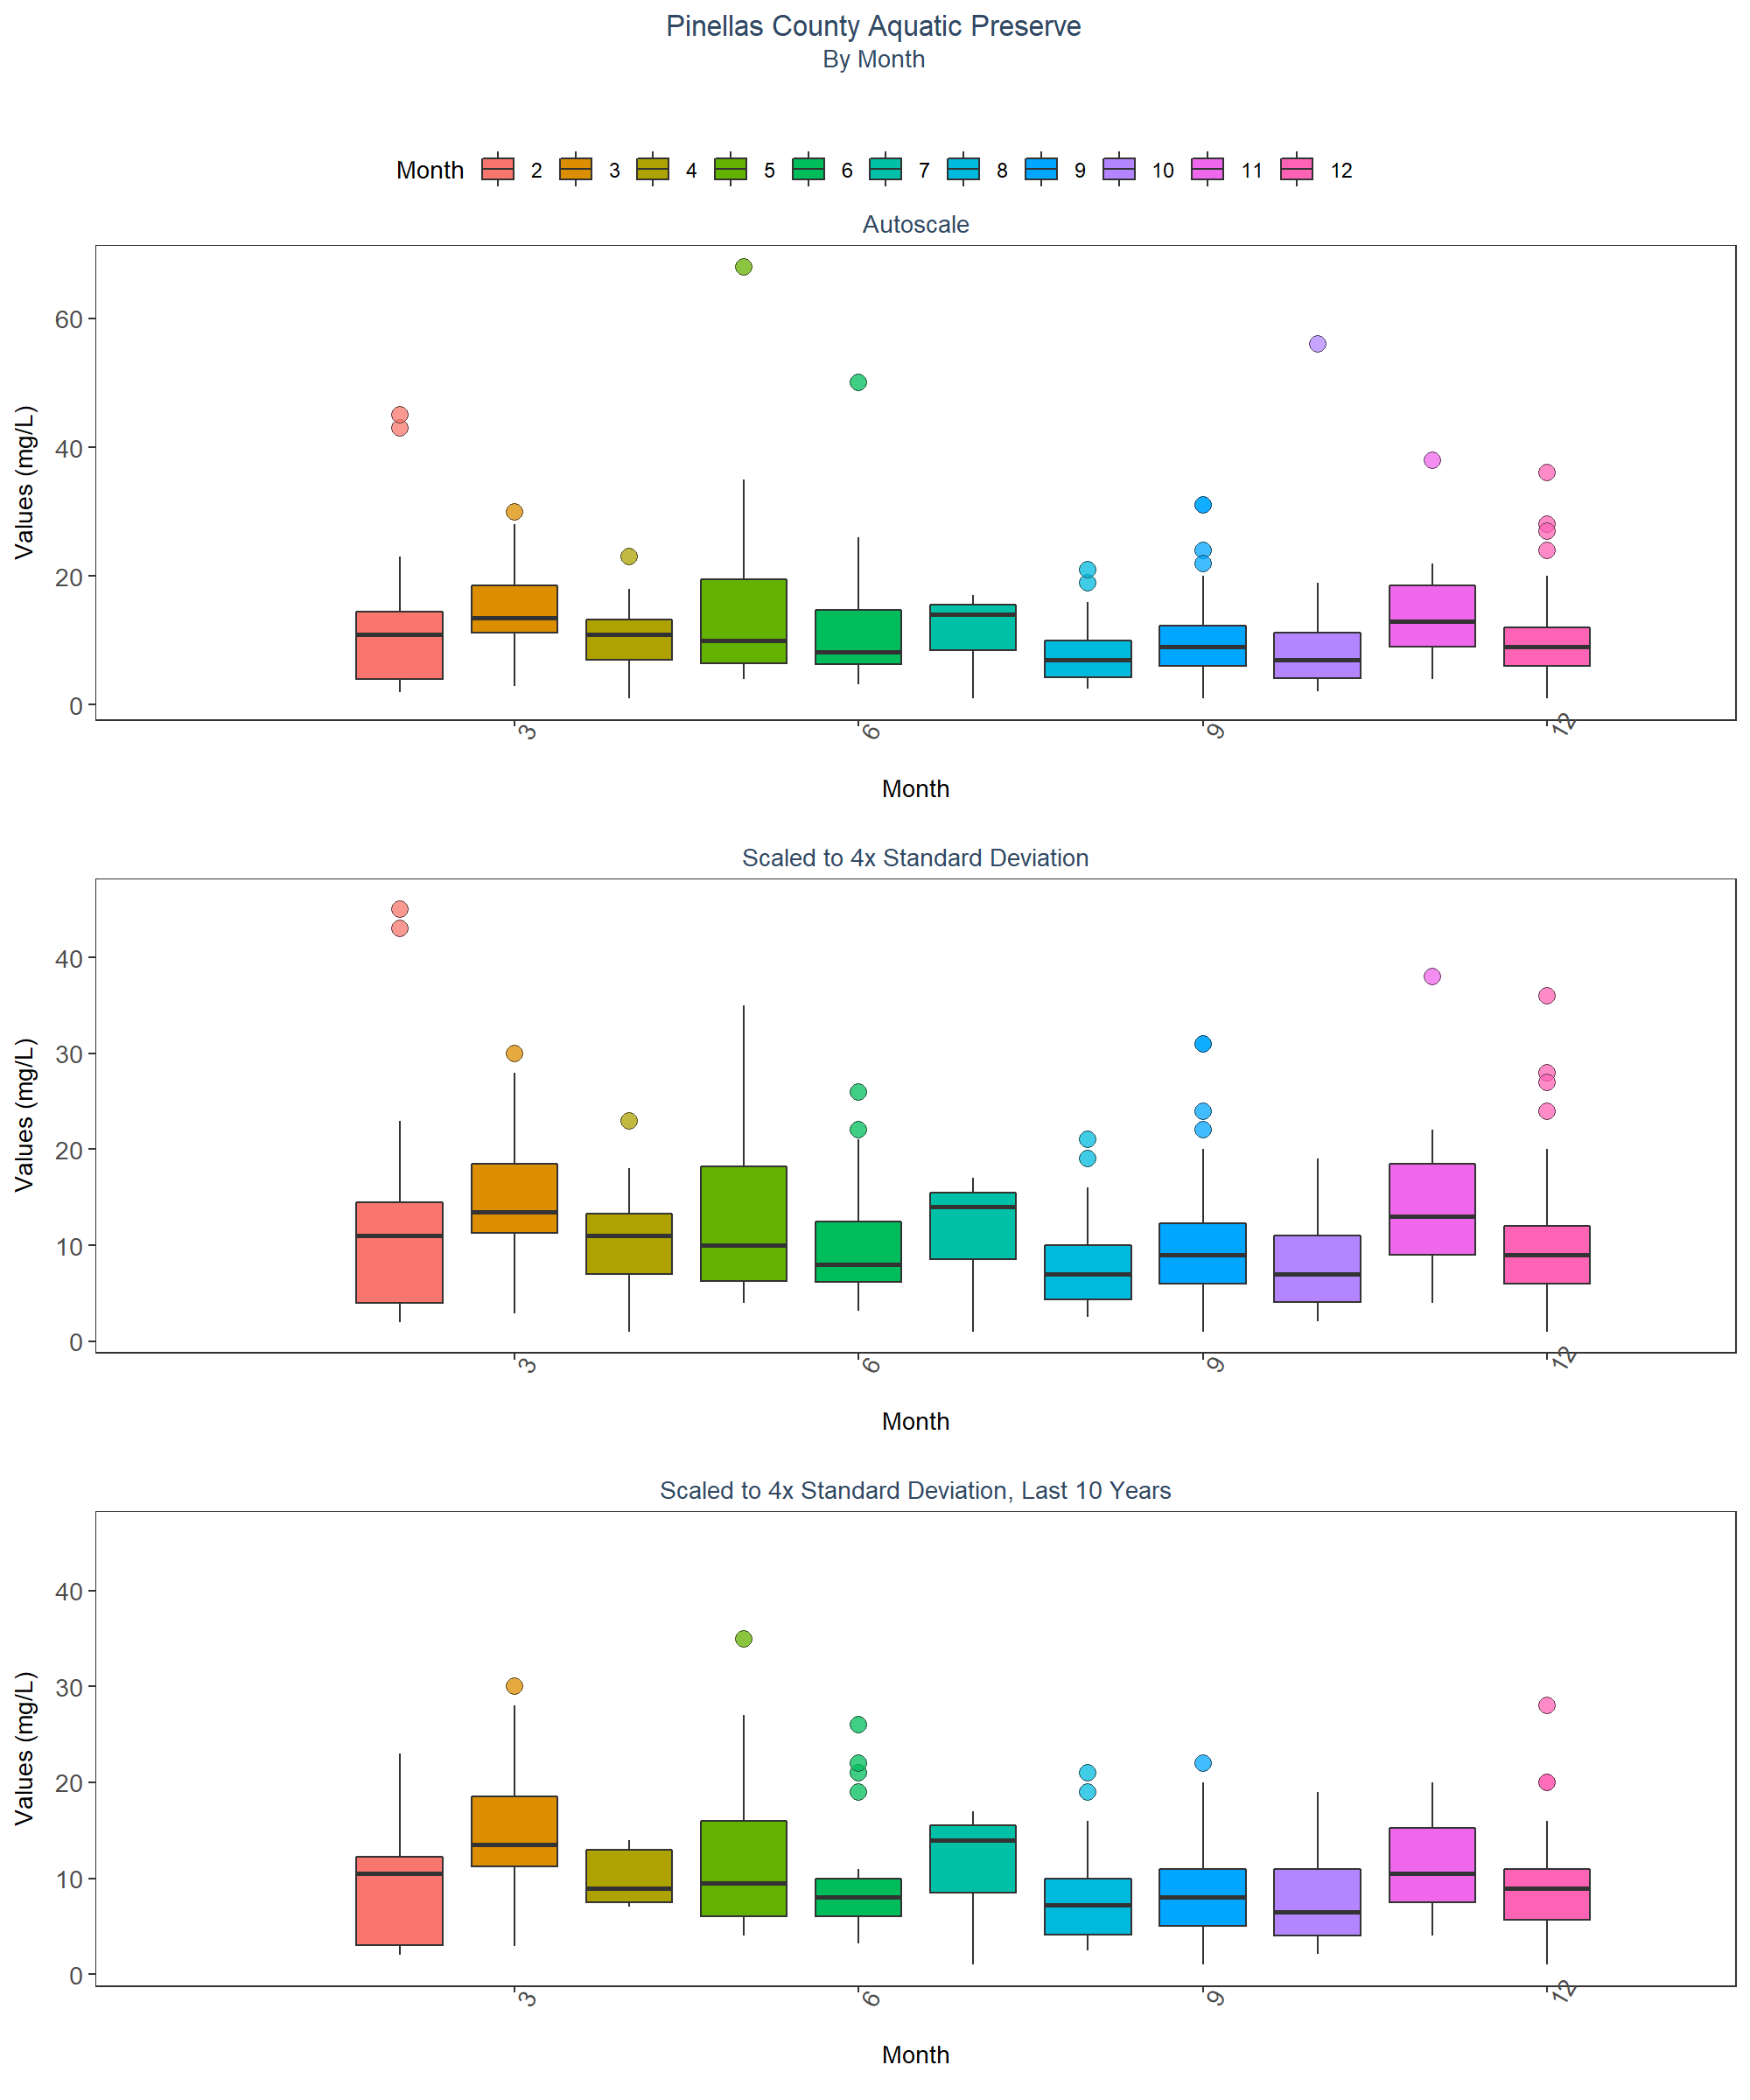 Pinellas County Aquatic Preserve
By Month
Month 2 3 4 5 6 7 8 9 10 11 12
Autoscale
Values (mg/L)
60
40
20
0
3 6 9 12
Month
Scaled to 4x Standard Deviation
Values (mg/L)
40
30
20
10
0
3 6 9 12
Month
Scaled to 4x Standard Deviation, Last 10 Years
Values (mg/L)
40
30
20
10
0
3 6 9 12
Month